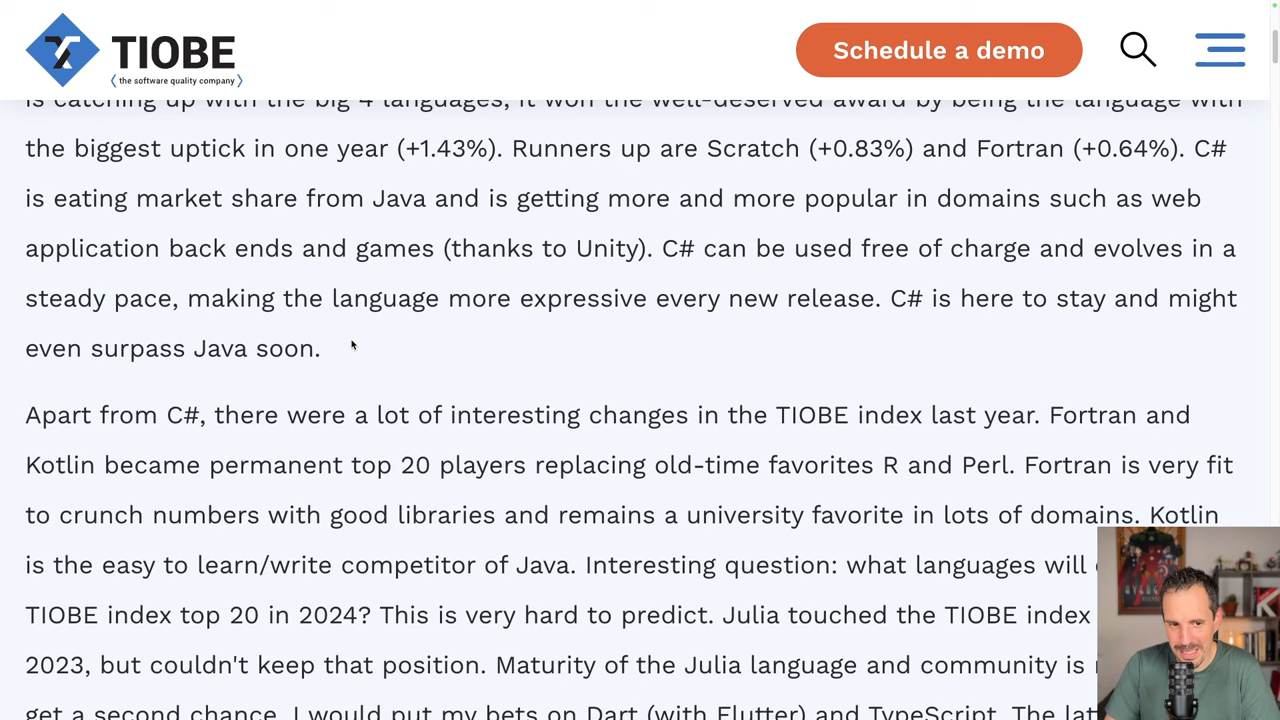 TIOBE
⟨ the software quality company ⟩
Schedule a demo
is catching up with the big 4 languages, it won the well-deserved award by being the language with
the biggest uptick in one year (+1.43%). Runners up are Scratch (+0.83%) and Fortran (+0.64%). C#
is eating market share from Java and is getting more and more popular in domains such as web
application back ends and games (thanks to Unity). C# can be used free of charge and evolves in a
steady pace, making the language more expressive every new release. C# is here to stay and might
even surpass Java soon.
Apart from C#, there were a lot of interesting changes in the TIOBE index last year. Fortran and
Kotlin became permanent top 20 players replacing old-time favorites R and Perl. Fortran is very fit
to crunch numbers with good libraries and remains a university favorite in lots of domains. Kotlin
is the easy to learn/write competitor of Java. Interesting question: what languages will
TIOBE index top 20 in 2024? This is very hard to predict. Julia touched the TIOBE index
2023, but couldn't keep that position. Maturity of the Julia language and community is
get a second chance. I would put my bets on Dart (with Flutter) and TypeScript. The